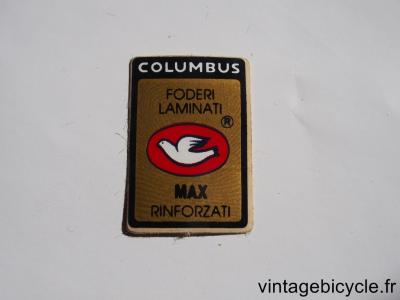 COLUMBUS
FODERI
LAMINATI
®
MAX
RINFORZATI
vintagebicycle.fr